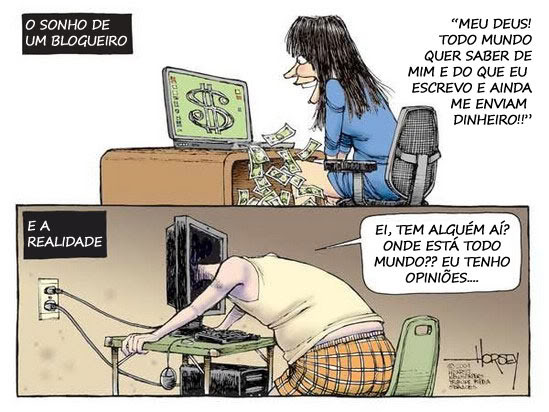 O SONHO DE
UM BLOGUEIRO
“MEU DEUS!
TODO MUNDO
QUER SABER DE
MIM E DO QUE EU
ESCREVO E AINDA
ME ENVIAM
DINHEIRO!!”
$
E A
REALIDADE
EI, TEM ALGUÉM AÍ?
ONDE ESTÁ TODO
MUNDO?? EU TENHO
OPINIÕES....
HORSEY